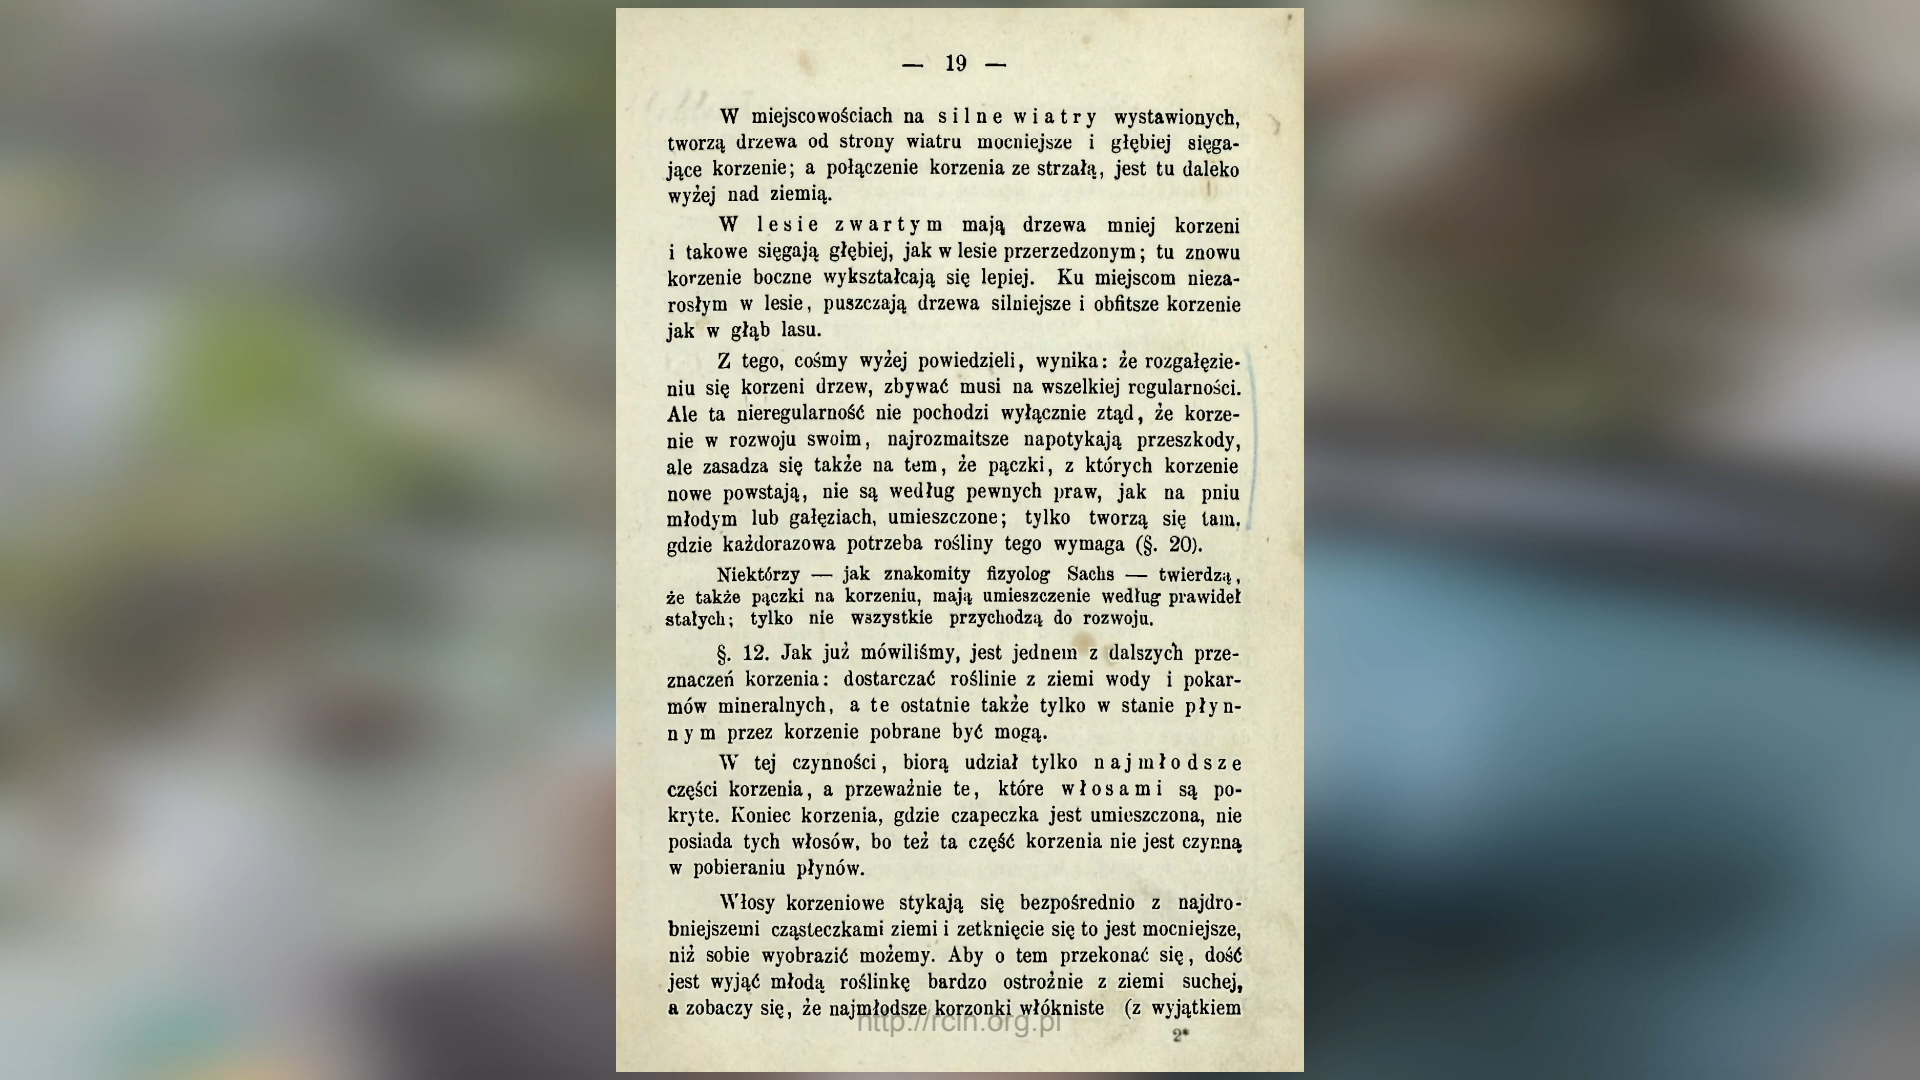 — 19 —
W miejscowościach na silne wiatry wystawionych,
tworzą drzewa od strony wiatru mocniejsze i głębiej sięga-
jące korzenie; a połączenie korzenia ze strzałą, jest tu daleko
wyżej nad ziemią.
W lesie zwartym mają drzewa mniej korzeni
i takowe sięgają głębiej, jak w lesie przerzedzonym; tu znowu
korzenie boczne wykształcają się lepiej. Ku miejscom nieza-
rosłym w lesie, puszczają drzewa silniejsze i obfitsze korzenie
jak w głąb lasu.
Z tego, cośmy wyżej powiedzieli, wynika: że rozgałęzie-
niu się korzeni drzew, zbywać musi na wszelkiej regularności.
Ale ta nieregularność nie pochodzi wyłącznie ztąd, że korze-
nie w rozwoju swoim, najrozmaitsze napotykają przeszkody,
ale zasadza się także na tem, że pączki, z których korzenie
nowe powstają, nie są według pewnych praw, jak na pniu
młodym lub gałęziach, umieszczone; tylko tworzą się tam,
gdzie każdorazowa potrzeba rośliny tego wymaga (§. 20).
Niektórzy — jak znakomity fizyolog Sachs — twierdzą,
że także pączki na korzeniu, mają umieszczenie według prawideł
stałych; tylko nie wszystkie przychodzą do rozwoju.
§. 12. Jak już mówiliśmy, jest jednem z dalszych prze-
znaczeń korzenia: dostarczać roślinie z ziemi wody i pokar-
mów mineralnych, a te ostatnie także tylko w stanie płyn-
nym przez korzenie pobrane być mogą.
W tej czynności, biorą udział tylko najmłodsze
części korzenia, a przeważnie te, które włosami są po-
kryte. Koniec korzenia, gdzie czapeczka jest umieszczona, nie
posiada tych włosów, bo też ta część korzenia nie jest czynną
w pobieraniu płynów.
Włosy korzeniowe stykają się bezpośrednio z najdro-
bniejszemi cząsteczkami ziemi i zetknięcie się to jest mocniejsze,
niż sobie wyobrazić możemy. Aby o tem przekonać się, dość
jest wyjąć młodą roślinkę bardzo ostrożnie z ziemi suchej,
a zobaczy się, że najmłodsze korzonki włókniste (z wyjątkiem
http://rcin.org.pl
2*